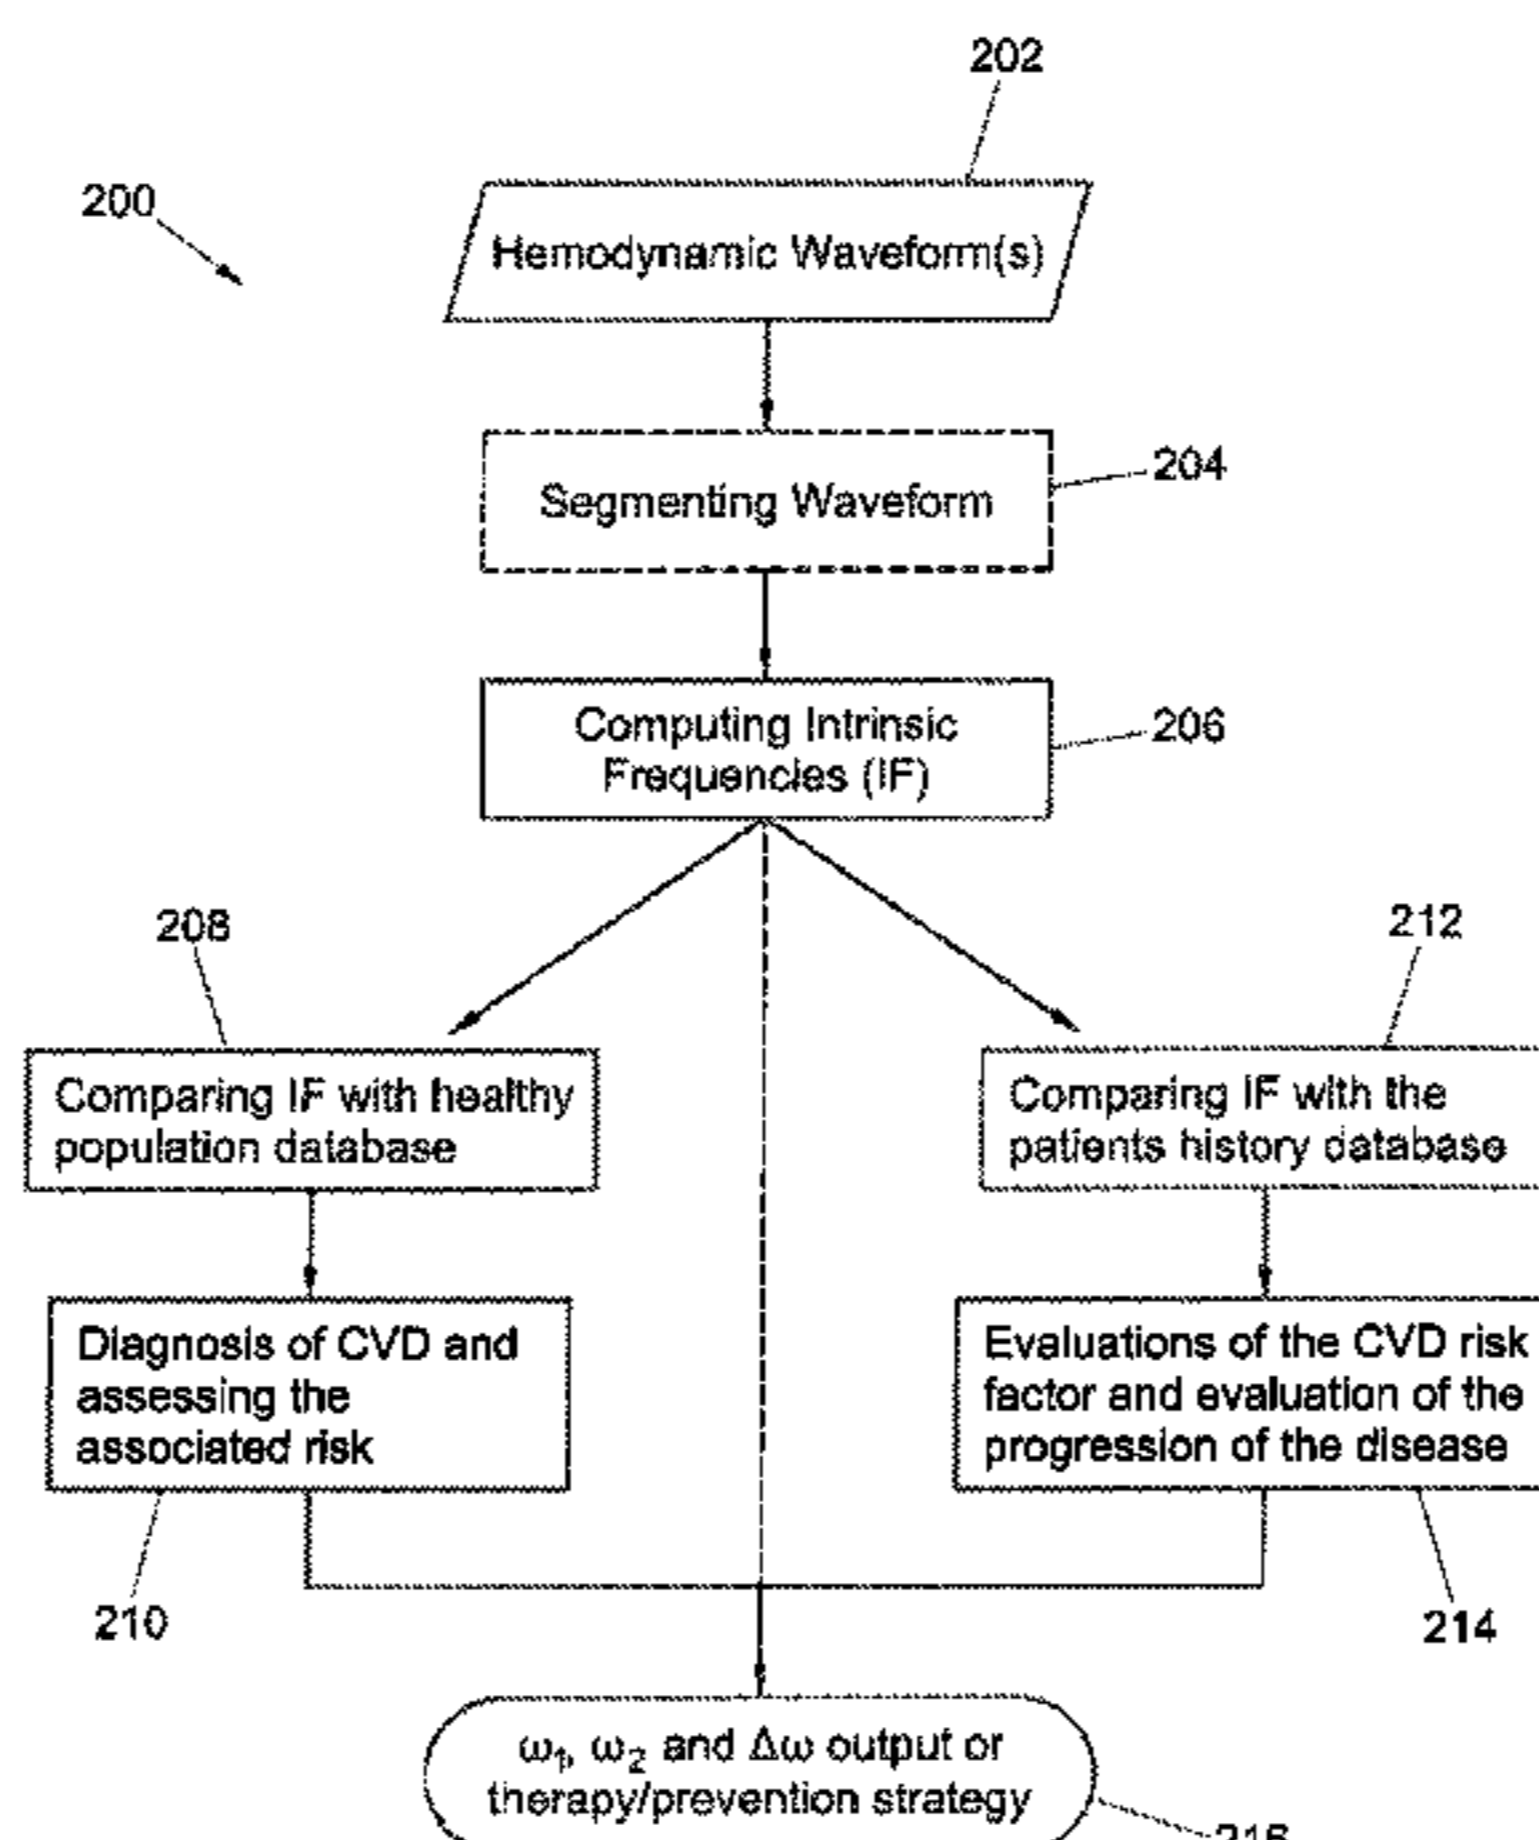 202
200
Hemodynamic Waveform(s)
204
Segmenting Waveform
Computing Intrinsic
Frequencies (IF)
206
208
212
Comparing IF with healthy
population database
Comparing IF with the
patients history database
Diagnosis of CVD and
assessing the
associated risk
Evaluations of the CVD risk
factor and evaluation of the
progression of the disease
210
214
ω₁, ω₂ and Δω output or
therapy/prevention strategy